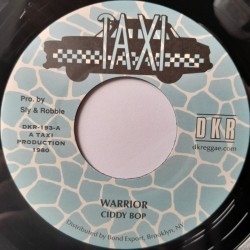 TAXI
Pro. by
Sly & Robbie
DKR-193-A
A TAXI
PRODUCTION
1980
DKR
dkreggae.com
WARRIOR
CIDDY BOP
Distributed by Band Export, Brooklyn, NY